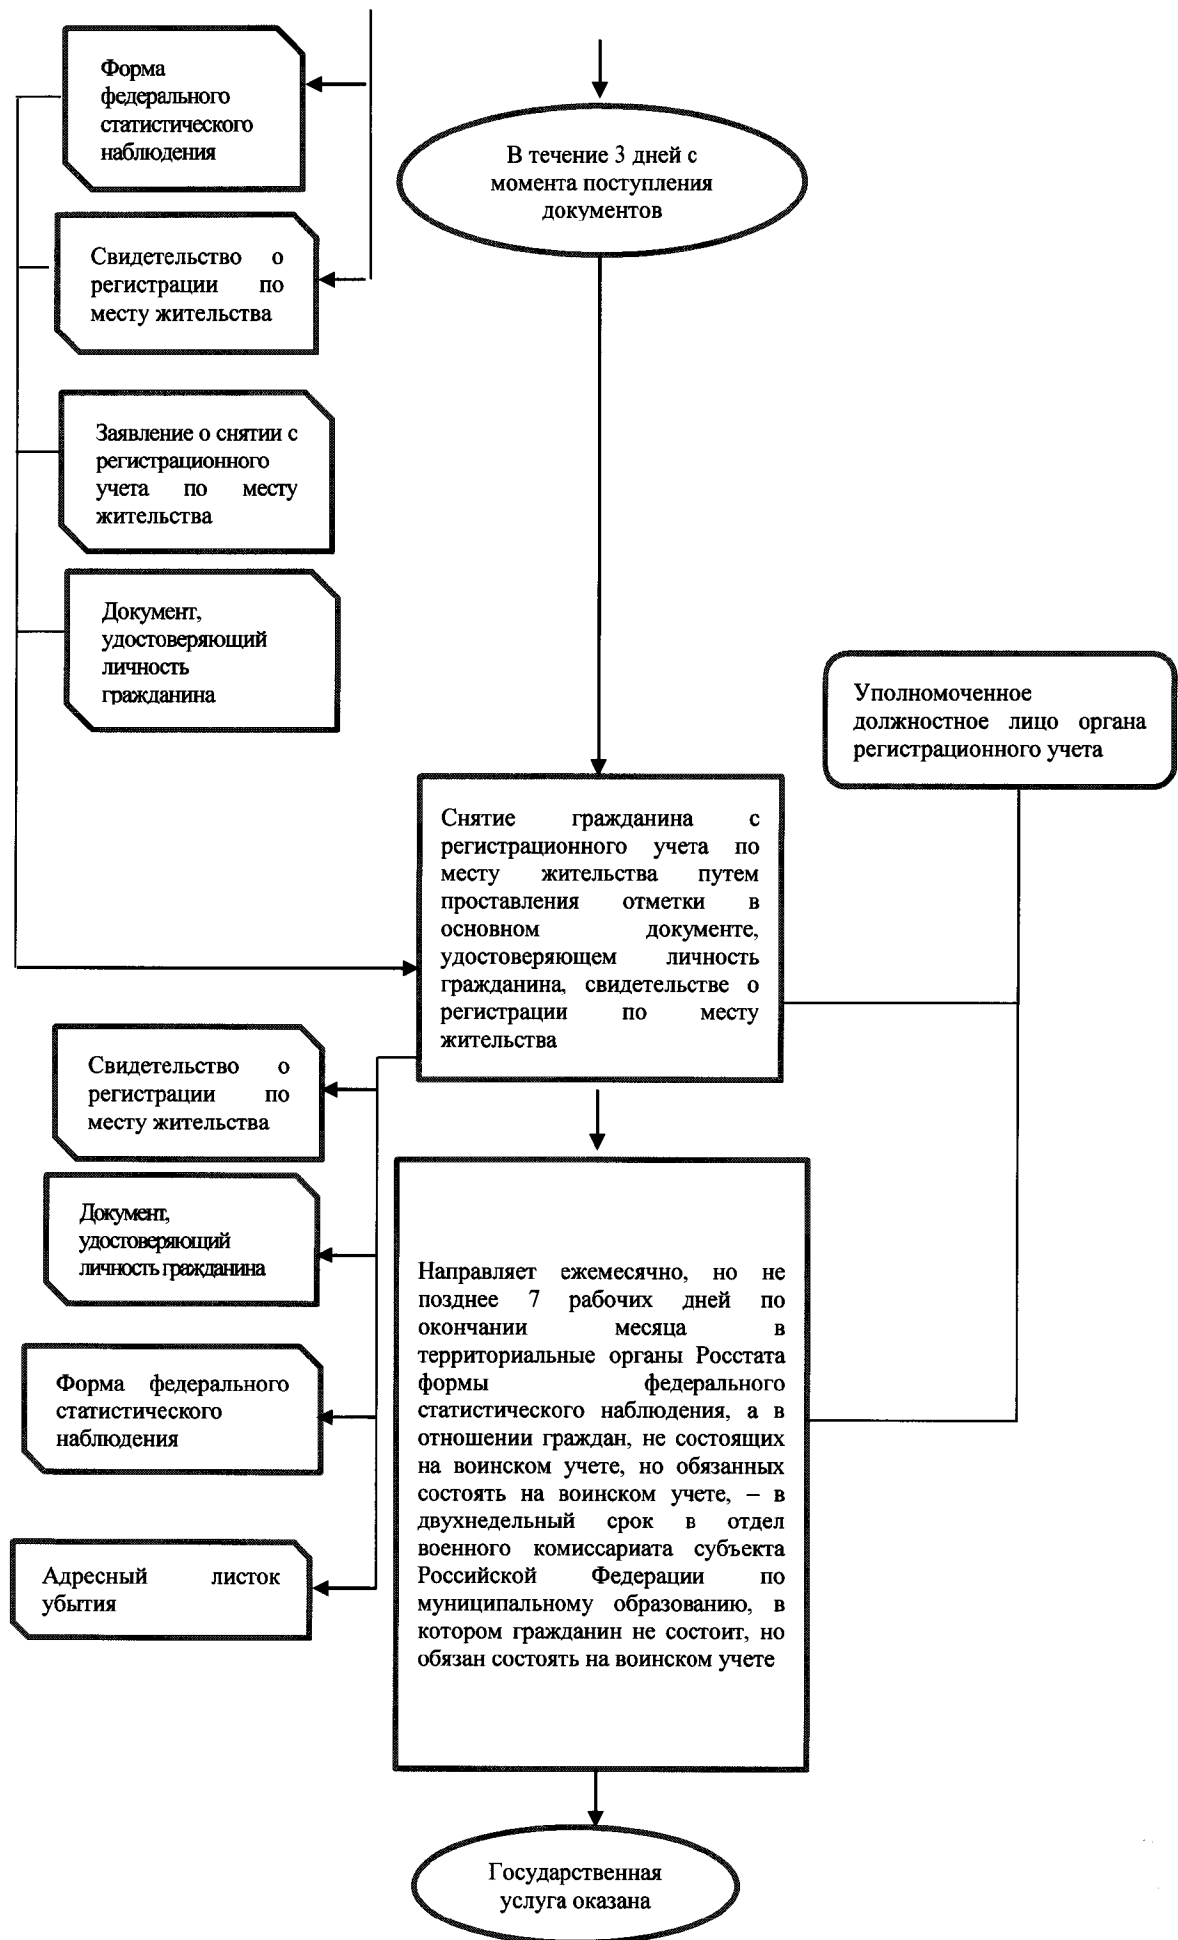 Форма
федерального
статистического
наблюдения
В течение 3 дней с
момента поступления
документов
Свидетельство о
регистрации по
месту жительства
Заявление о снятии с
регистрационного
учета по месту
жительства
Документ,
удостоверяющий
личность
гражданина
Уполномоченное
должностное лицо органа
регистрационного учета
Снятие гражданина с
регистрационного учета по
месту жительства путем
проставления отметки в
основном документе,
удостоверяющем личность
гражданина, свидетельстве о
регистрации по месту
жительства
Свидетельство о
регистрации по
месту жительства
Документ,
удостоверяющий
личность гражданина
Форма федерального
статистического
наблюдения
Адресный листок
убытия
Направляет ежемесячно, но не
позднее 7 рабочих дней по
окончании месяца в
территориальные органы Росстата
формы федерального
статистического наблюдения, а в
отношении граждан, не состоящих
на воинском учете, но обязанных
состоять на воинском учете, – в
двухнедельный срок в отдел
военного комиссариата субъекта
Российской Федерации по
муниципальному образованию, в
котором гражданин не состоит, но
обязан состоять на воинском учете
Государственная
услуга оказана